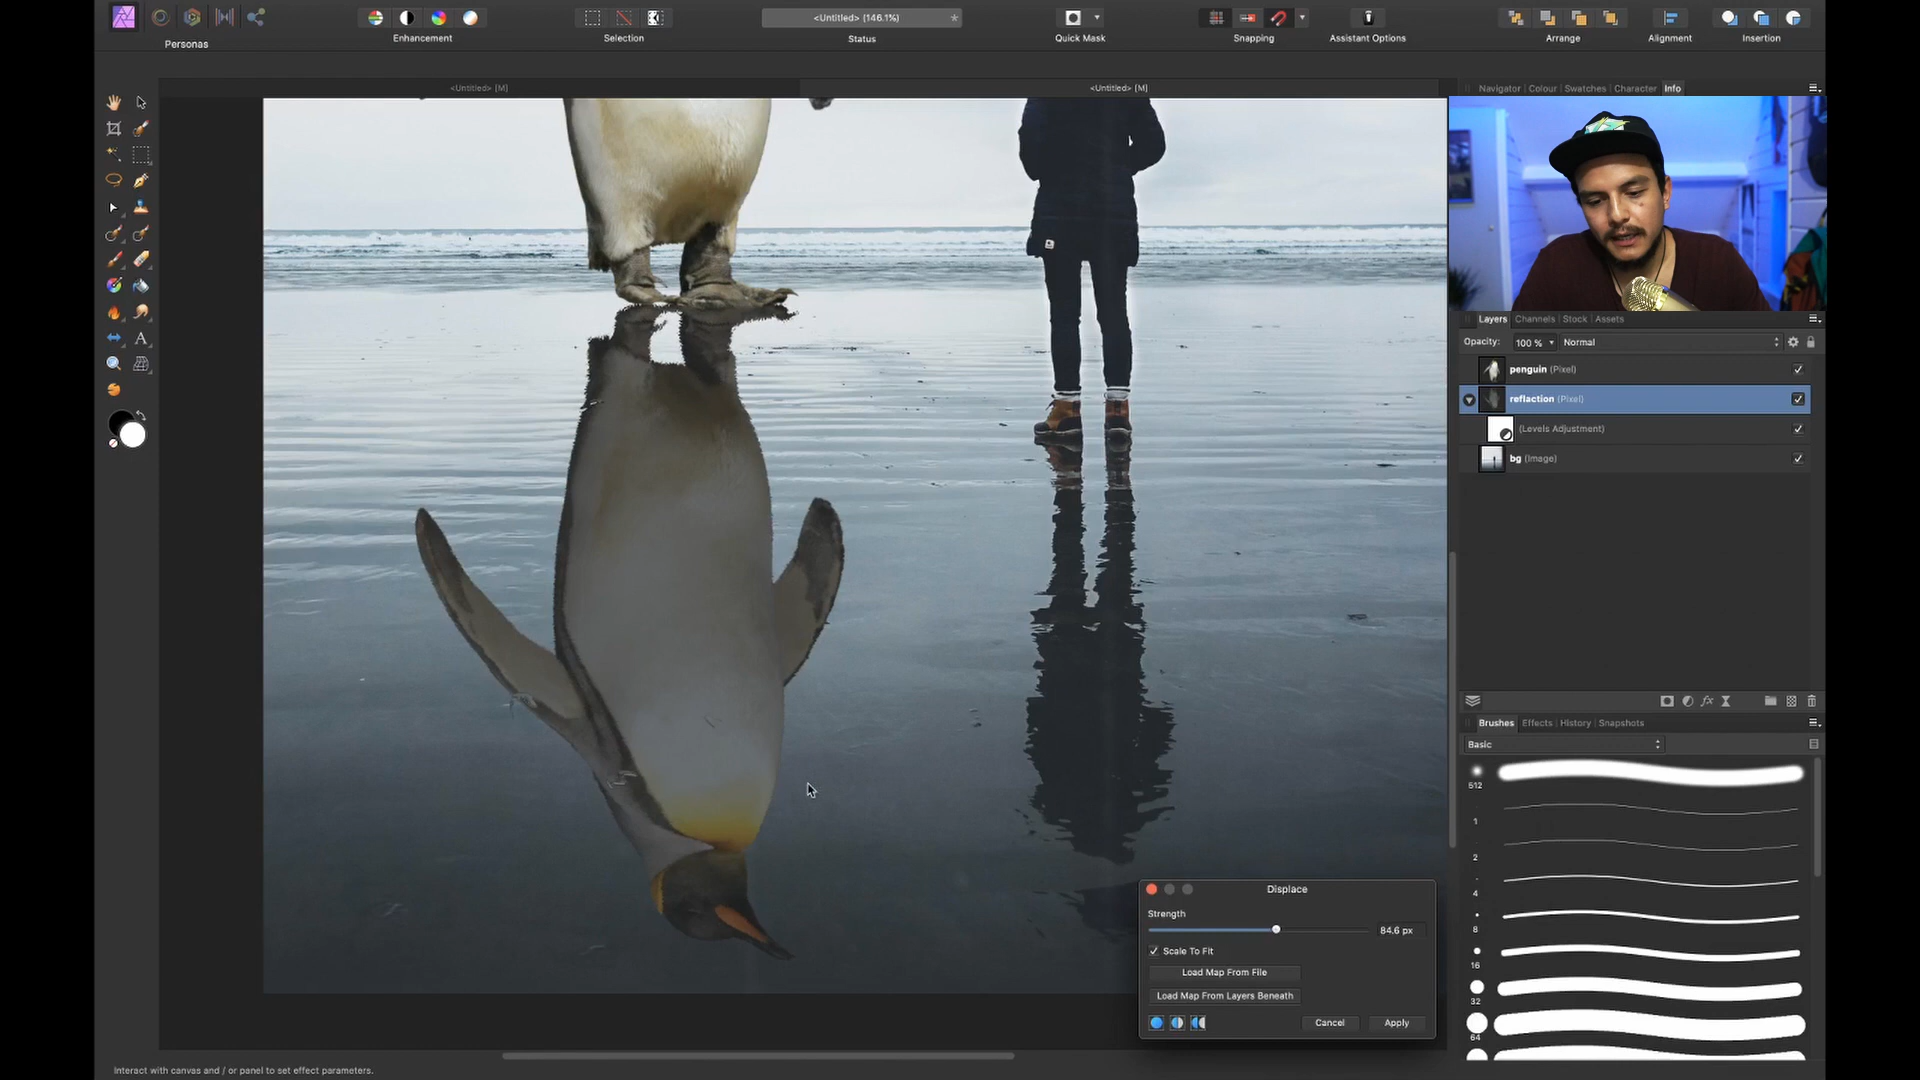 <Untitled> (146.1%)
*
Personas
Enhancement
Selection
Status
Quick Mask
Snapping
Assistant Options
Arrange
Alignment
Insertion
<Untitled> [M]
<Untitled> [M]
Navigator Colour Swatches Character Info
Layers Channels Stock Assets
Opacity: 100 % Normal
penguin (Pixel)
reflaction (Pixel)
(Levels Adjustment)
bg (Image)
Brushes Effects History Snapshots
Basic
512
1
2
4
8
16
32
64
Displace
Strength
84.6 px
Scale To Fit
Load Map From File
Load Map From Layers Beneath
Cancel Apply
Interact with canvas and / or panel to set effect parameters.